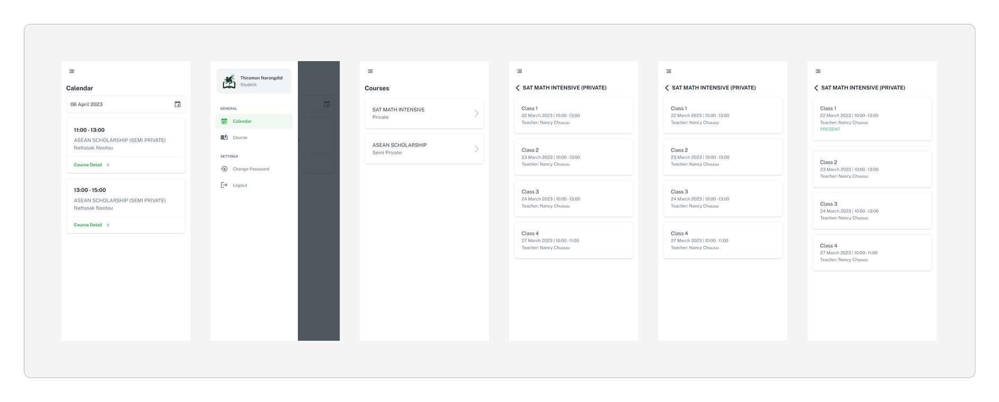 Calendar
06 April 2023
11:00 - 13:00
ASEAN SCHOLARSHIP (SEMI PRIVATE)
Nattasak Nootou
Course Detail
13:00 - 15:00
ASEAN SCHOLARSHIP (SEMI PRIVATE)
Nattasak Nootou
Course Detail
Thiramon Narongdid
Student
GENERAL
Calendar
Course
SETTINGS
Change Password
Logout
Courses
SAT MATH INTENSIVE
Private
ASEAN SCHOLARSHIP
Semi Private
SAT MATH INTENSIVE (PRIVATE)
Class 1
22 March 2023 | 10:00 - 13:00
Teacher: Nancy Chuuuu
Class 2
23 March 2023 | 10:00 - 13:00
Teacher: Nancy Chuuuu
Class 3
24 March 2023 | 10:00 - 13:00
Teacher: Nancy Chuuuu
Class 4
27 March 2023 | 10:00 - 11:00
Teacher: Nancy Chuuuu
SAT MATH INTENSIVE (PRIVATE)
Class 1
22 March 2023 | 10:00 - 13:00
Teacher: Nancy Chuuuu
Class 2
23 March 2023 | 10:00 - 13:00
Teacher: Nancy Chuuuu
Class 3
24 March 2023 | 10:00 - 13:00
Teacher: Nancy Chuuuu
Class 4
27 March 2023 | 10:00 - 11:00
Teacher: Nancy Chuuuu
SAT MATH INTENSIVE (PRIVATE)
Class 1
22 March 2023 | 10:00 - 13:00
Teacher: Nancy Chuuuu
PRESENT
Class 2
23 March 2023 | 10:00 - 13:00
Teacher: Nancy Chuuuu
Class 3
24 March 2023 | 10:00 - 13:00
Teacher: Nancy Chuuuu
Class 4
27 March 2023 | 10:00 - 11:00
Teacher: Nancy Chuuuu